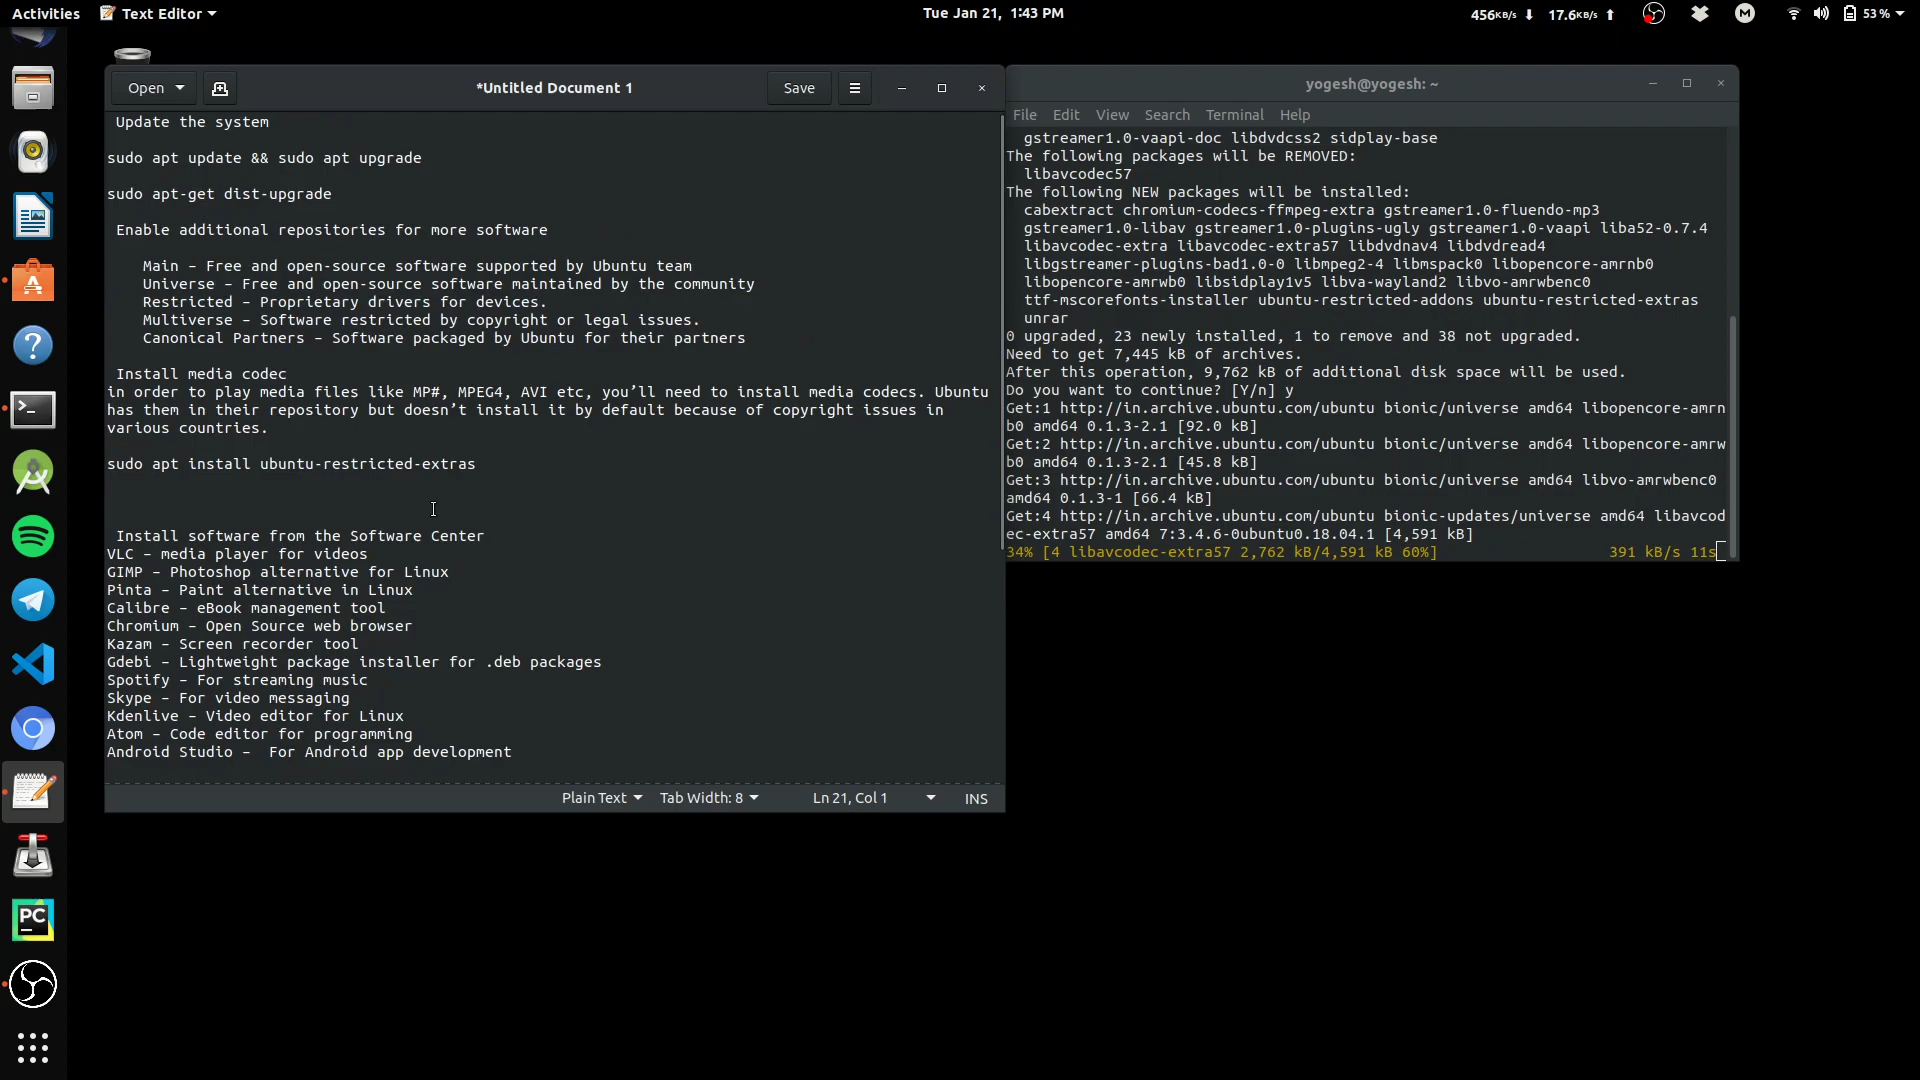 Activities
Text Editor
Tue Jan 21, 1:43 PM
456KB/s
17.6KB/s
M
53 %
Open
*Untitled Document 1
Save
Update the system
sudo apt update && sudo apt upgrade
sudo apt-get dist-upgrade
Enable additional repositories for more software
Main – Free and open-source software supported by Ubuntu team
Universe – Free and open-source software maintained by the community
Restricted – Proprietary drivers for devices.
Multiverse – Software restricted by copyright or legal issues.
Canonical Partners – Software packaged by Ubuntu for their partners
Install media codec
in order to play media files like MP#, MPEG4, AVI etc, you’ll need to install media codecs. Ubuntu
has them in their repository but doesn’t install it by default because of copyright issues in
various countries.
sudo apt install ubuntu-restricted-extras
Install software from the Software Center
VLC – media player for videos
GIMP – Photoshop alternative for Linux
Pinta – Paint alternative in Linux
Calibre – eBook management tool
Chromium – Open Source web browser
Kazam – Screen recorder tool
Gdebi – Lightweight package installer for .deb packages
Spotify – For streaming music
Skype – For video messaging
Kdenlive – Video editor for Linux
Atom – Code editor for programming
Android Studio –  For Android app development
Plain Text
Tab Width: 8
Ln 21, Col 1
INS
yogesh@yogesh: ~
File Edit View Search Terminal Help
gstreamer1.0-vaapi-doc libdvdcss2 sidplay-base
The following packages will be REMOVED:
libavcodec57
The following NEW packages will be installed:
cabextract chromium-codecs-ffmpeg-extra gstreamer1.0-fluendo-mp3
gstreamer1.0-libav gstreamer1.0-plugins-ugly gstreamer1.0-vaapi liba52-0.7.4
libavcodec-extra libavcodec-extra57 libdvdnav4 libdvdread4
libgstreamer-plugins-bad1.0-0 libmpeg2-4 libmspack0 libopencore-amrnb0
libopencore-amrwb0 libsidplay1v5 libva-wayland2 libvo-amrwbenc0
ttf-mscorefonts-installer ubuntu-restricted-addons ubuntu-restricted-extras
unrar
0 upgraded, 23 newly installed, 1 to remove and 38 not upgraded.
Need to get 7,445 kB of archives.
After this operation, 9,762 kB of additional disk space will be used.
Do you want to continue? [Y/n] y
Get:1 http://in.archive.ubuntu.com/ubuntu bionic/universe amd64 libopencore-amrn
b0 amd64 0.1.3-2.1 [92.0 kB]
Get:2 http://in.archive.ubuntu.com/ubuntu bionic/universe amd64 libopencore-amrw
b0 amd64 0.1.3-2.1 [45.8 kB]
Get:3 http://in.archive.ubuntu.com/ubuntu bionic/universe amd64 libvo-amrwbenc0
amd64 0.1.3-1 [66.4 kB]
Get:4 http://in.archive.ubuntu.com/ubuntu bionic-updates/universe amd64 libavcod
ec-extra57 amd64 7:3.4.6-0ubuntu0.18.04.1 [4,591 kB]
34% [4 libavcodec-extra57 2,762 kB/4,591 kB 60%] 391 kB/s 11s
A
?
>_
PC